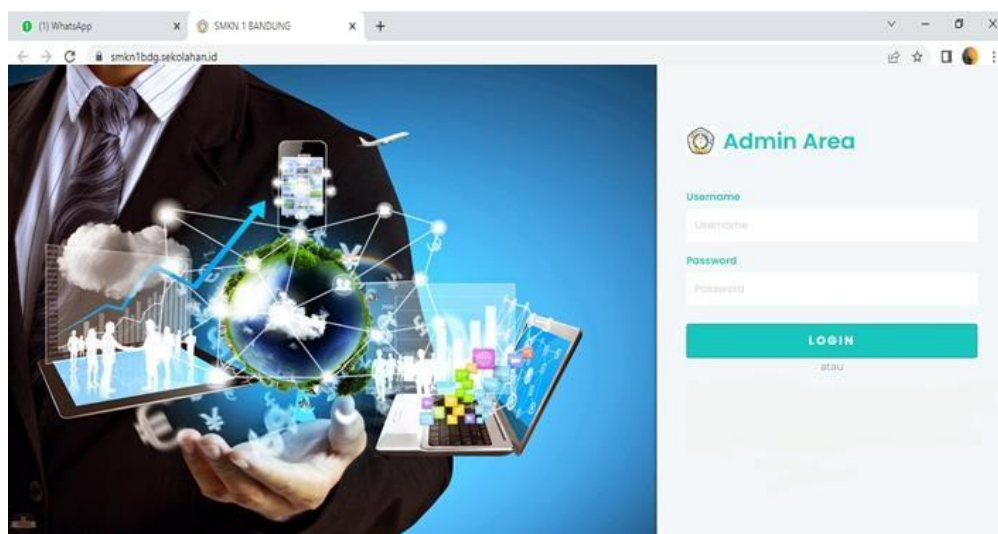 (1) WhatsApp
SMKN 1 BANDUNG
smkn1bdg.sekolahan.id
Admin Area
Username
Username
Password
Password
LOGIN
atau